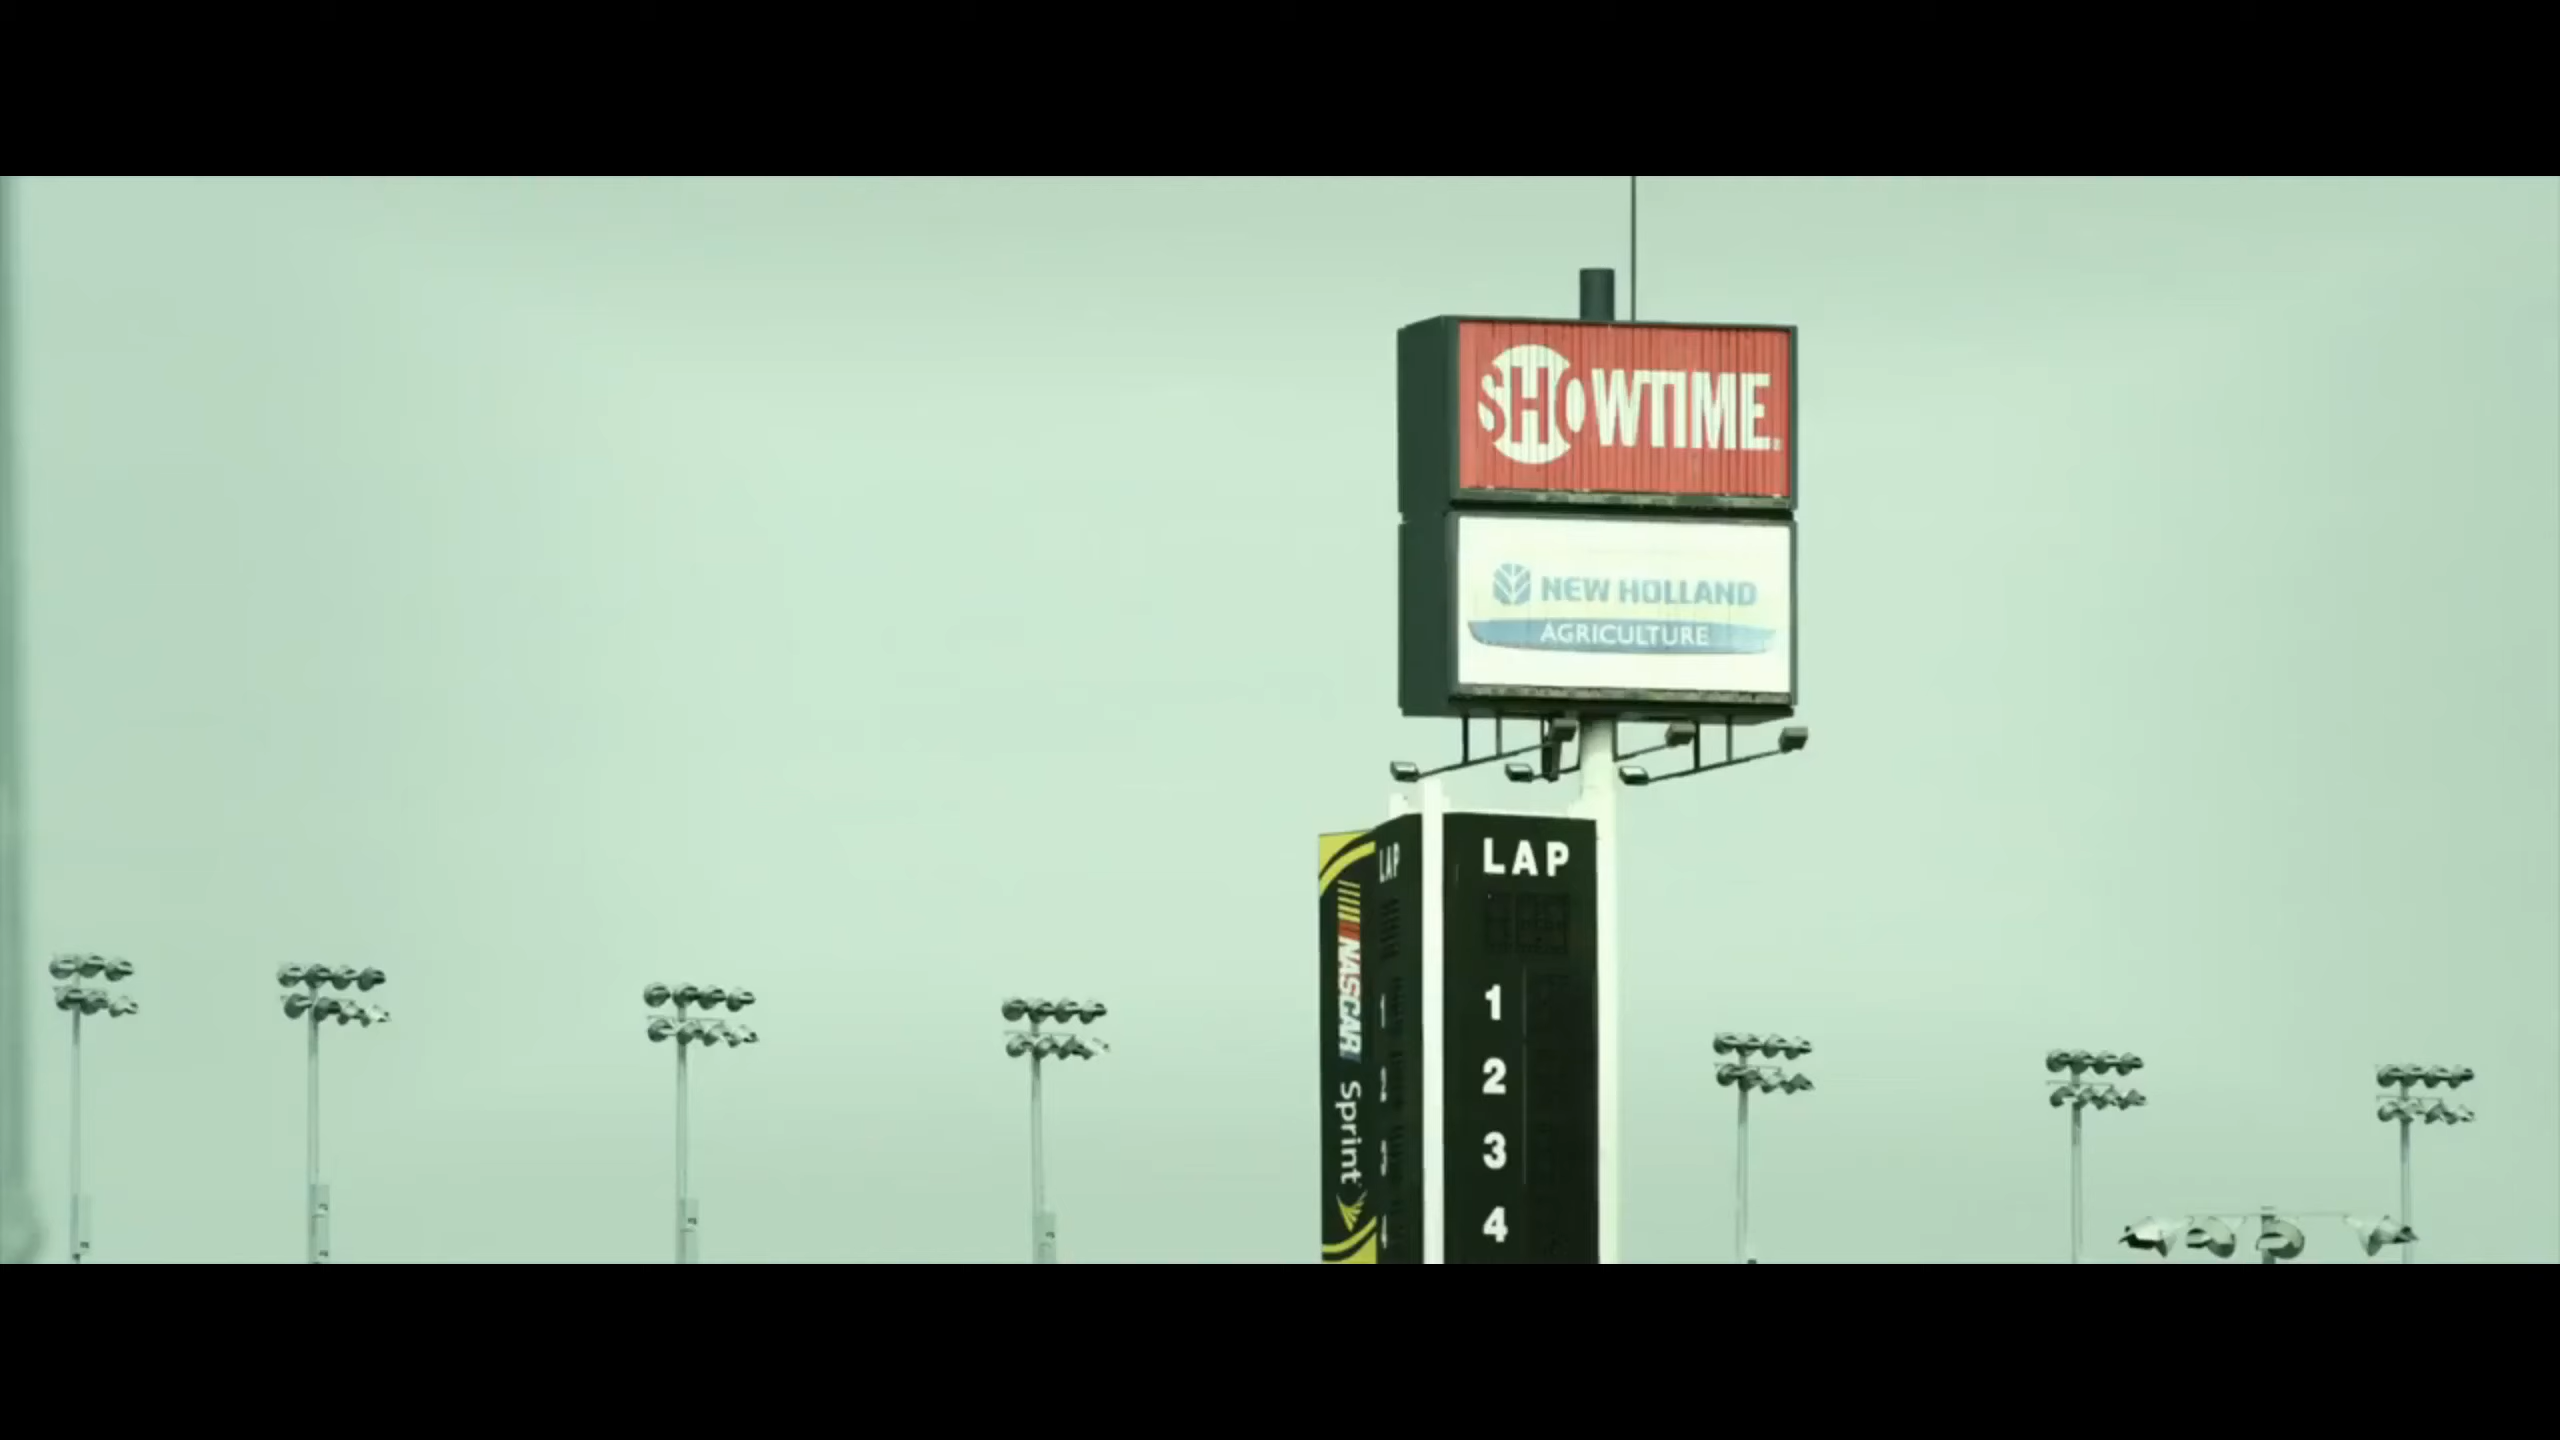 SHOWTIME
NEW HOLLAND
AGRICULTURE
LAP
LAP
NASCAR Sprint
1
2
3
4